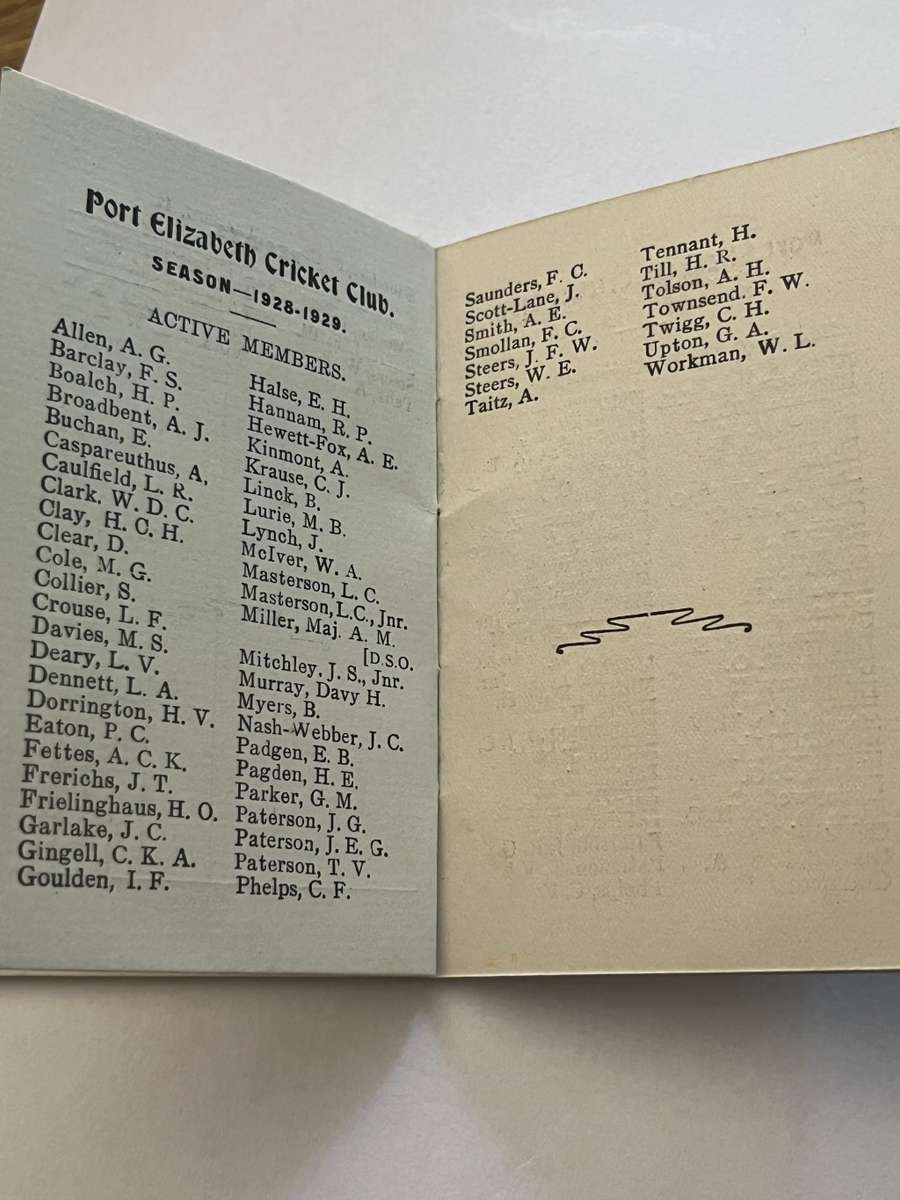 Port Elizabeth Cricket Club.
SEASON—1928-1929.
ACTIVE MEMBERS.
Allen, A. G.
Barclay, F. S.
Boalch, H. P.
Broadbent, A. J.
Buchan, E.
Caspareuthus, A,
Caulfield, L. R.
Clark. W. D. C.
Clay, H. C. H.
Clear, D.
Cole, M. G.
Collier, S.
Crouse, L. F.
Davies, M. S.
Deary, L. V.
Dennett, L. A.
Dorrington, H. V.
Eaton, P. C.
Fettes, A. C. K.
Frerichs, J. T.
Frielinghaus, H. O.
Garlake, J. C.
Gingell, C. K. A.
Goulden, I. F.
Halse, E. H.
Hannam, R. P.
Hewett-Fox, A. E.
Kinmont, A.
Krause, C. J.
Linck, B.
Lurie, M. B.
Lynch, J.
McIver, W. A.
Masterson, L. C.
Masterson, L.C., Jnr.
Miller, Maj. A. M.
[D.S.O.
Mitchley, J. S., Jnr.
Murray, Davy H.
Myers, B.
Nash-Webber, J. C.
Padgen, E. B.
Pagden, H. E.
Parker, G. M.
Paterson, J. G.
Paterson, J. E. G.
Paterson, T. V.
Phelps, C. F.
Saunders, F. C.
Scott-Lane, J.
Smith, A. E.
Smollan, F. C.
Steers, J. F. W.
Steers, W. E.
Taitz, A.
Tennant, H.
Till, H. R.
Tolson, A. H.
Townsend. F. W.
Twigg, C. H.
Upton, G. A.
Workman, W. L.